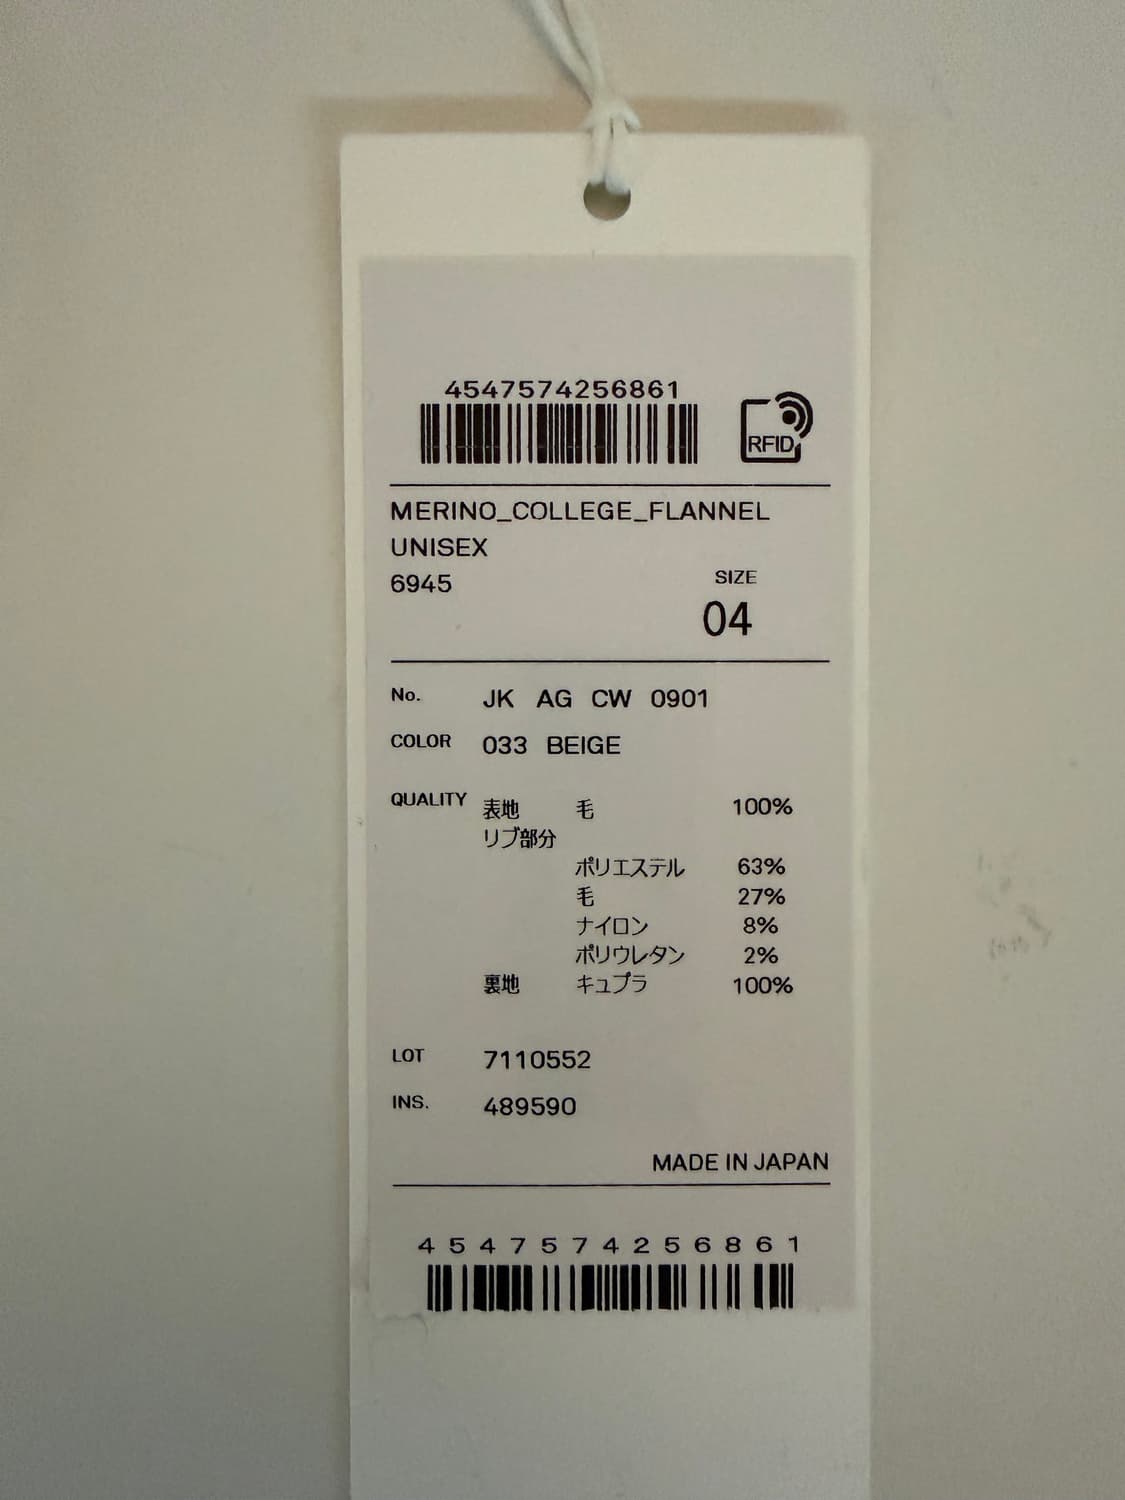 4547574256861
RFID
MERINO_COLLEGE_FLANNEL
UNISEX
6945
SIZE
04
No. JK AG CW 0901
COLOR 033 BEIGE
QUALITY 表地 毛 100%
リブ部分
ポリエステル 63%
毛 27%
ナイロン 8%
ポリウレタン 2%
裏地 キュプラ 100%
LOT 7110552
INS. 489590
MADE IN JAPAN
4547574256861